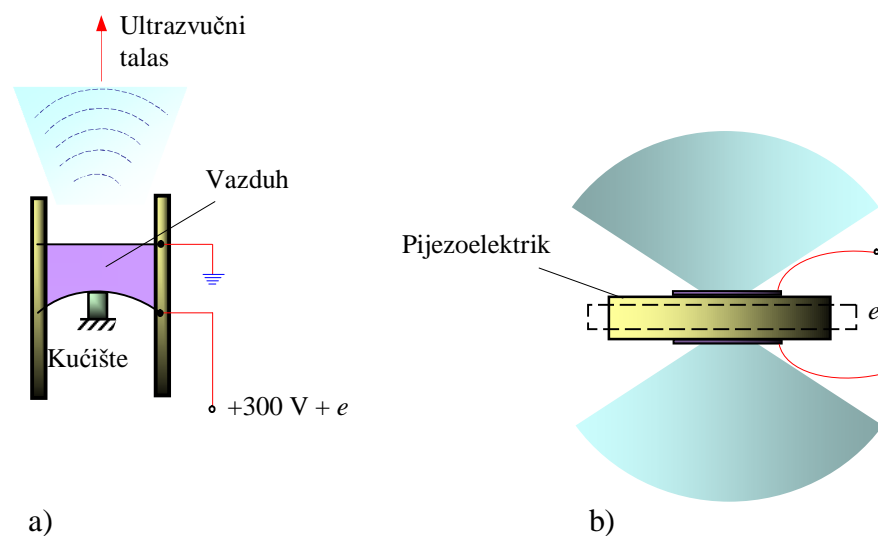 Ultrazvučni
talas
Vazduh
Kućište
+300 V + e
a)
Pijezoelektrik
e
b)